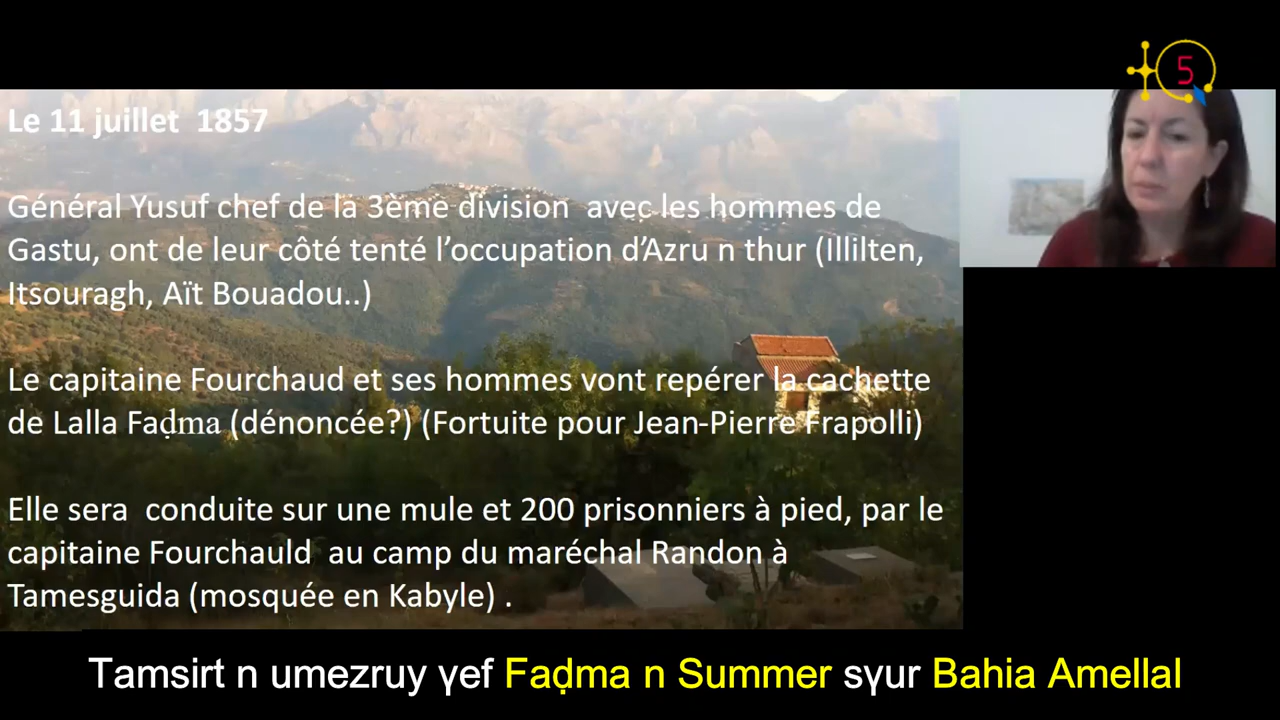 5
Le 11 juillet 1857
Général Yusuf chef de la 3ème division avec les hommes de
Gastu, ont de leur côté tenté l’occupation d’Azru n thur (Illilten,
Itsouragh, Aït Bouadou..)
Le capitaine Fourchaud et ses hommes vont repérer la cachette
de Lalla Faḍma (dénoncée?) (Fortuite pour Jean-Pierre Frapolli)
Elle sera conduite sur une mule et 200 prisonniers à pied, par le
capitaine Fourchauld au camp du maréchal Randon à
Tamesguida (mosquée en Kabyle) .
Tamsirt n umezruy γef Faḍma n Summer sγur Bahia Amellal